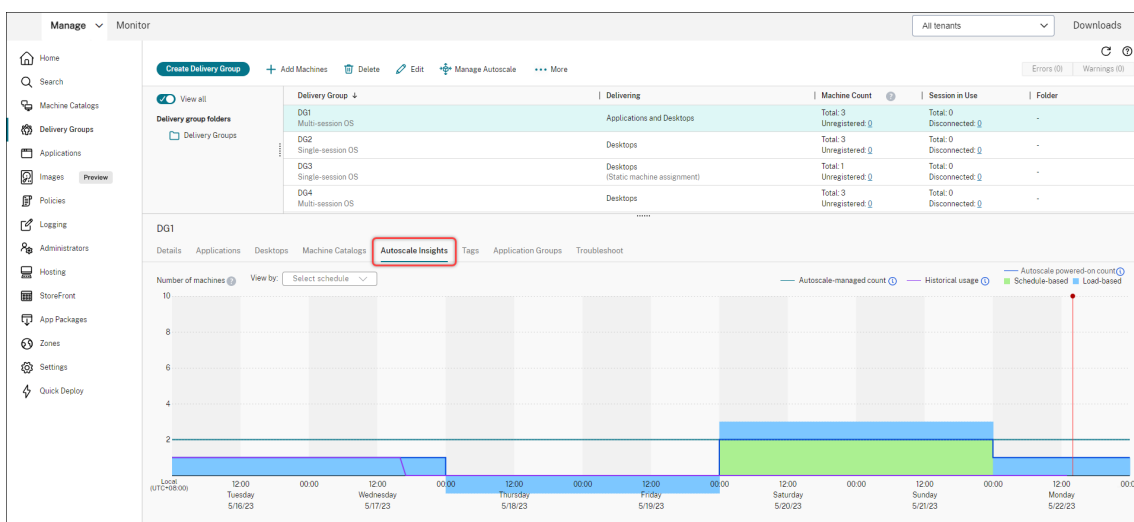 Manage Monitor All tenants Downloads
Home
Search
Machine Catalogs
Delivery Groups
Applications
Images Preview
Policies
Logging
Administrators
Hosting
StoreFront
App Packages
Zones
Settings
Quick Deploy
Create Delivery Group Add Machines Delete Edit Manage Autoscale More Errors (0) Warnings (0)
View all
Delivery group folders
Delivery Groups
Delivery Group ↓ Delivering Machine Count Session in Use Folder
DG1 Applications and Desktops Total: 3 Total: 0 -
Multi-session OS Unregistered: 0 Disconnected: 0
DG2 Desktops Total: 3 Total: 0 -
Single-session OS Unregistered: 0 Disconnected: 0
DG3 Desktops Total: 1 Total: 0 -
Single-session OS (Static machine assignment) Unregistered: 0 Disconnected: 0
DG4 Desktops Total: 3 Total: 0 -
Multi-session OS Unregistered: 0 Disconnected: 0
DG1
Details Applications Desktops Machine Catalogs Autoscale Insights Tags Application Groups Troubleshoot
Number of machines View by: Select schedule
Autoscale-managed count Historical usage Autoscale powered-on count
Schedule-based Load-based
10
8
6
4
2
Local 12:00 00:00 12:00 00:00 12:00 00:00 12:00 00:00 12:00 00:00 12:00 00:00 12:00 00:0
(UTC+08:00) Tuesday Wednesday Thursday Friday Saturday Sunday Monday
5/16/23 5/17/23 5/18/23 5/19/23 5/20/23 5/21/23 5/22/23